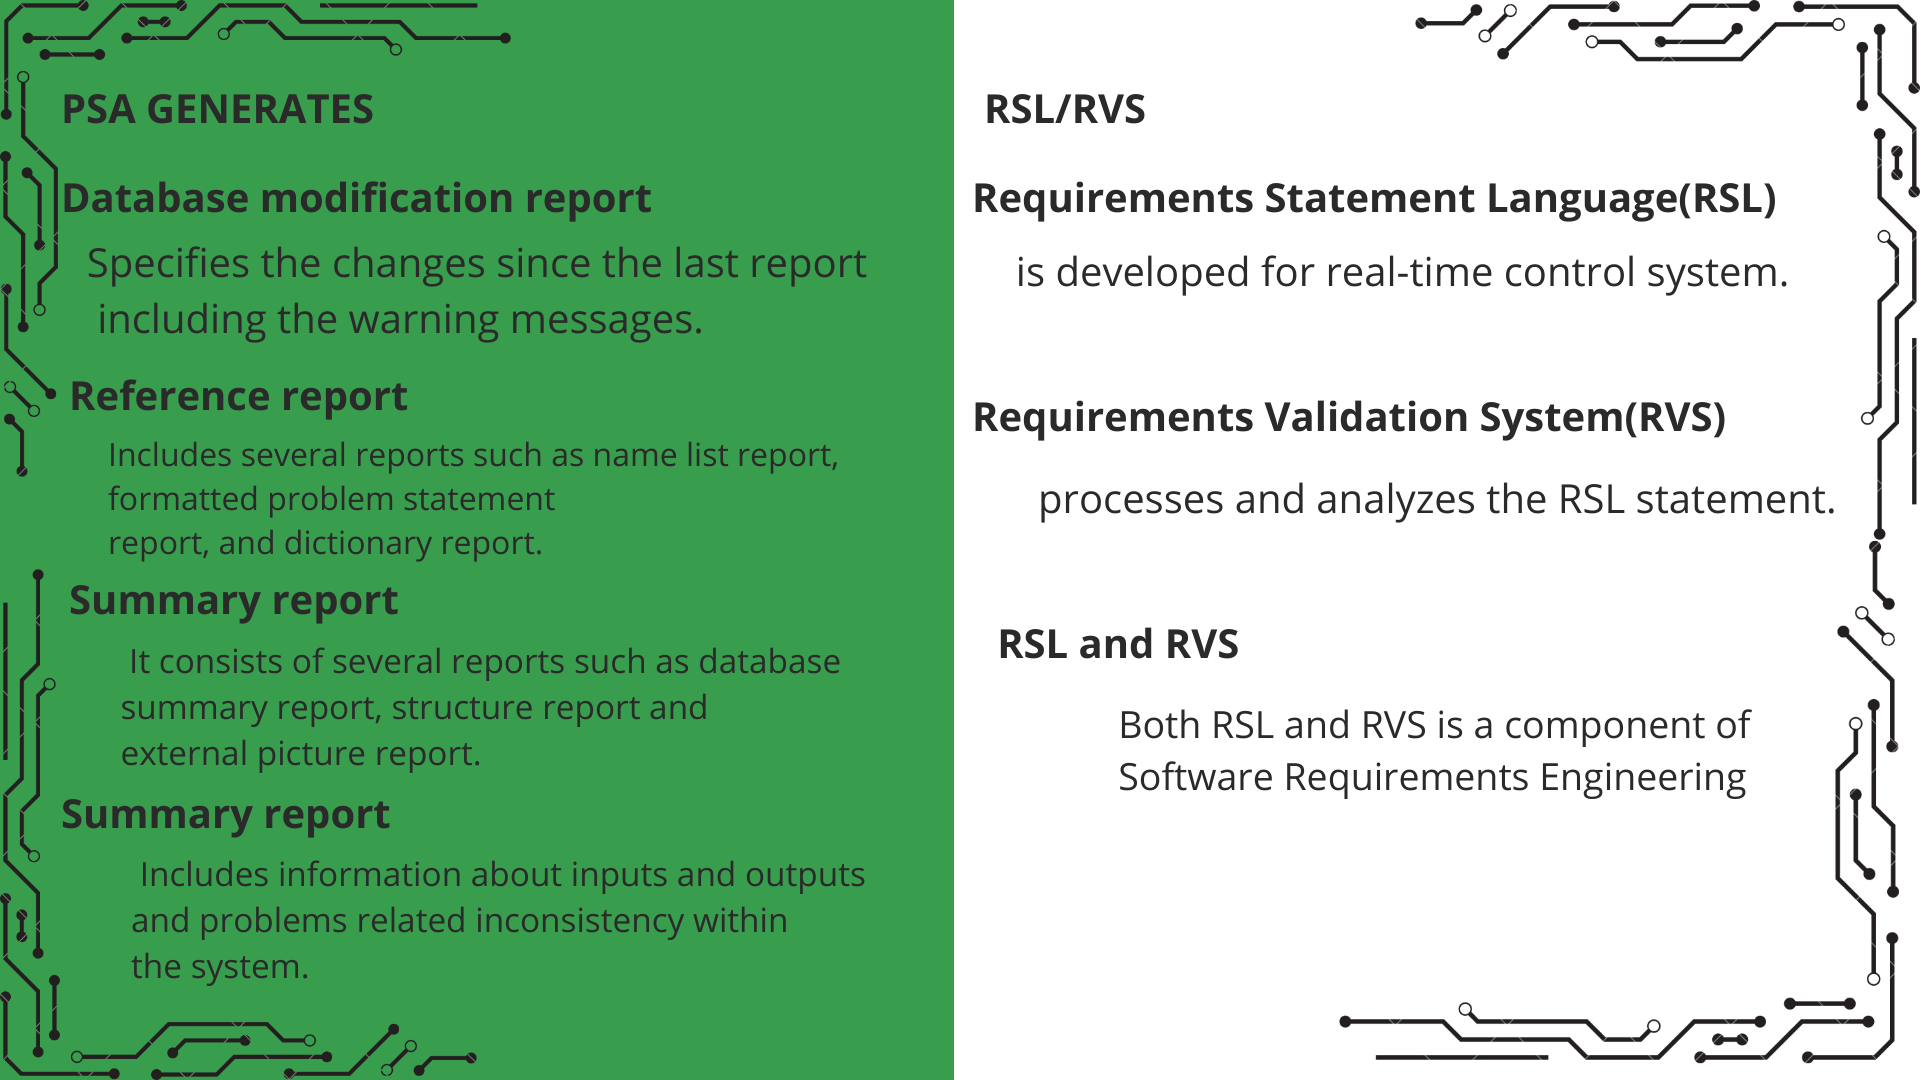 PSA GENERATES
Database modification report
Specifies the changes since the last report
including the warning messages.
Reference report
Includes several reports such as name list report,
formatted problem statement
report, and dictionary report.
Summary report
It consists of several reports such as database
summary report, structure report and
external picture report.
Summary report
Includes information about inputs and outputs
and problems related inconsistency within
the system.
RSL/RVS
Requirements Statement Language(RSL)
is developed for real-time control system.
Requirements Validation System(RVS)
processes and analyzes the RSL statement.
RSL and RVS
Both RSL and RVS is a component of
Software Requirements Engineering